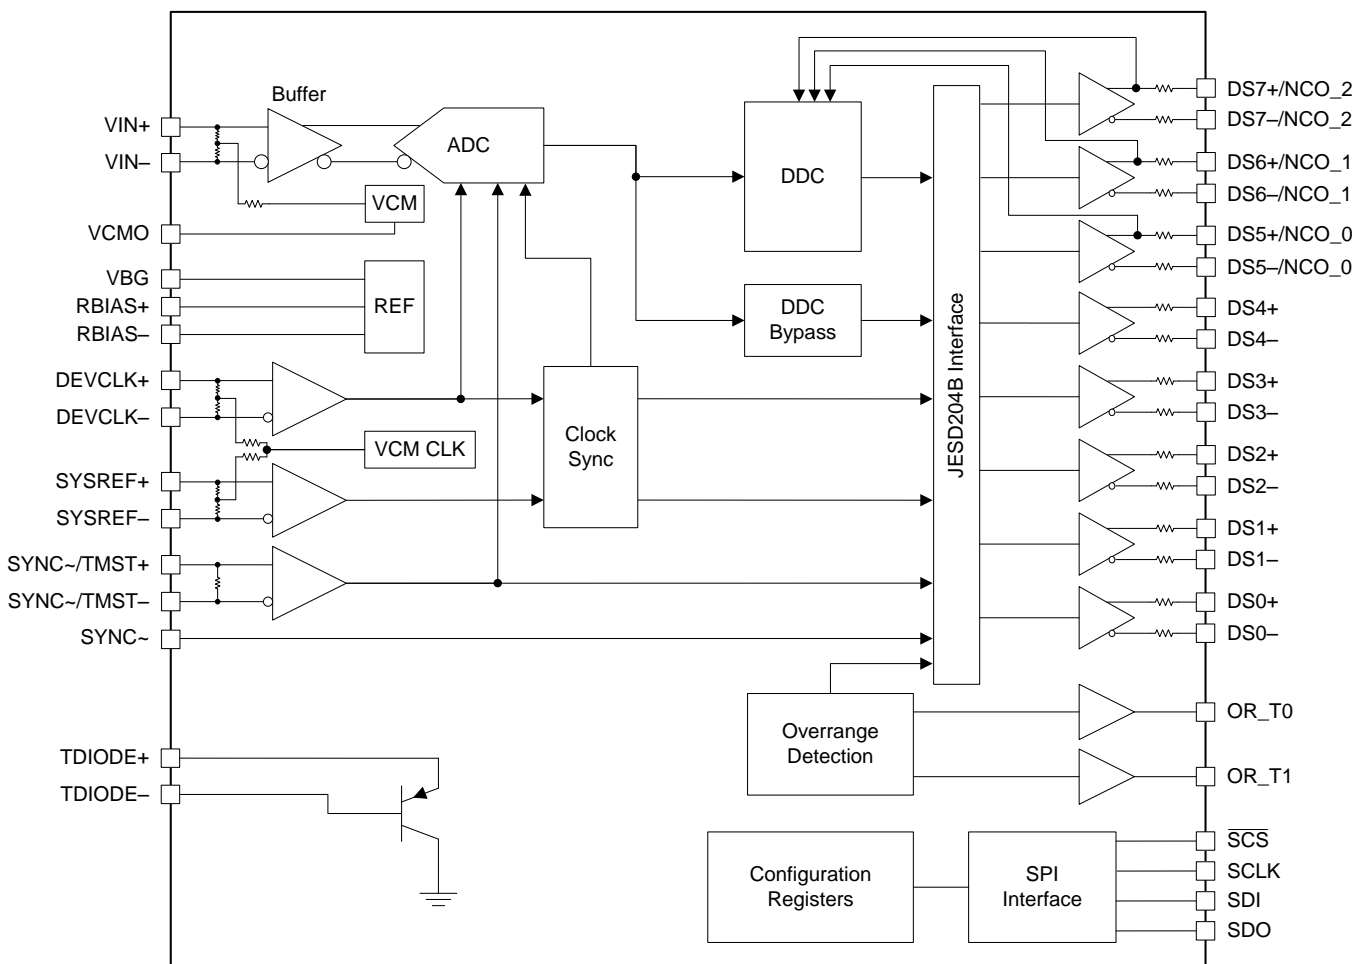 Buffer
VIN+
VIN–
ADC
VCM
VCMO
VBG
RBIAS+
RBIAS–
REF
DEVCLK+
DEVCLK–
VCM CLK
SYSREF+
SYSREF–
Clock
Sync
SYNC~/TMST+
SYNC~/TMST–
SYNC~
TDIODE+
TDIODE–
DDC
DDC
Bypass
JESD204B Interface
Overrange
Detection
Configuration
Registers
SPI
Interface
DS7+/NCO_2
DS7–/NCO_2
DS6+/NCO_1
DS6–/NCO_1
DS5+/NCO_0
DS5–/NCO_0
DS4+
DS4–
DS3+
DS3–
DS2+
DS2–
DS1+
DS1–
DS0+
DS0–
OR_T0
OR_T1
SCS
SCLK
SDI
SDO